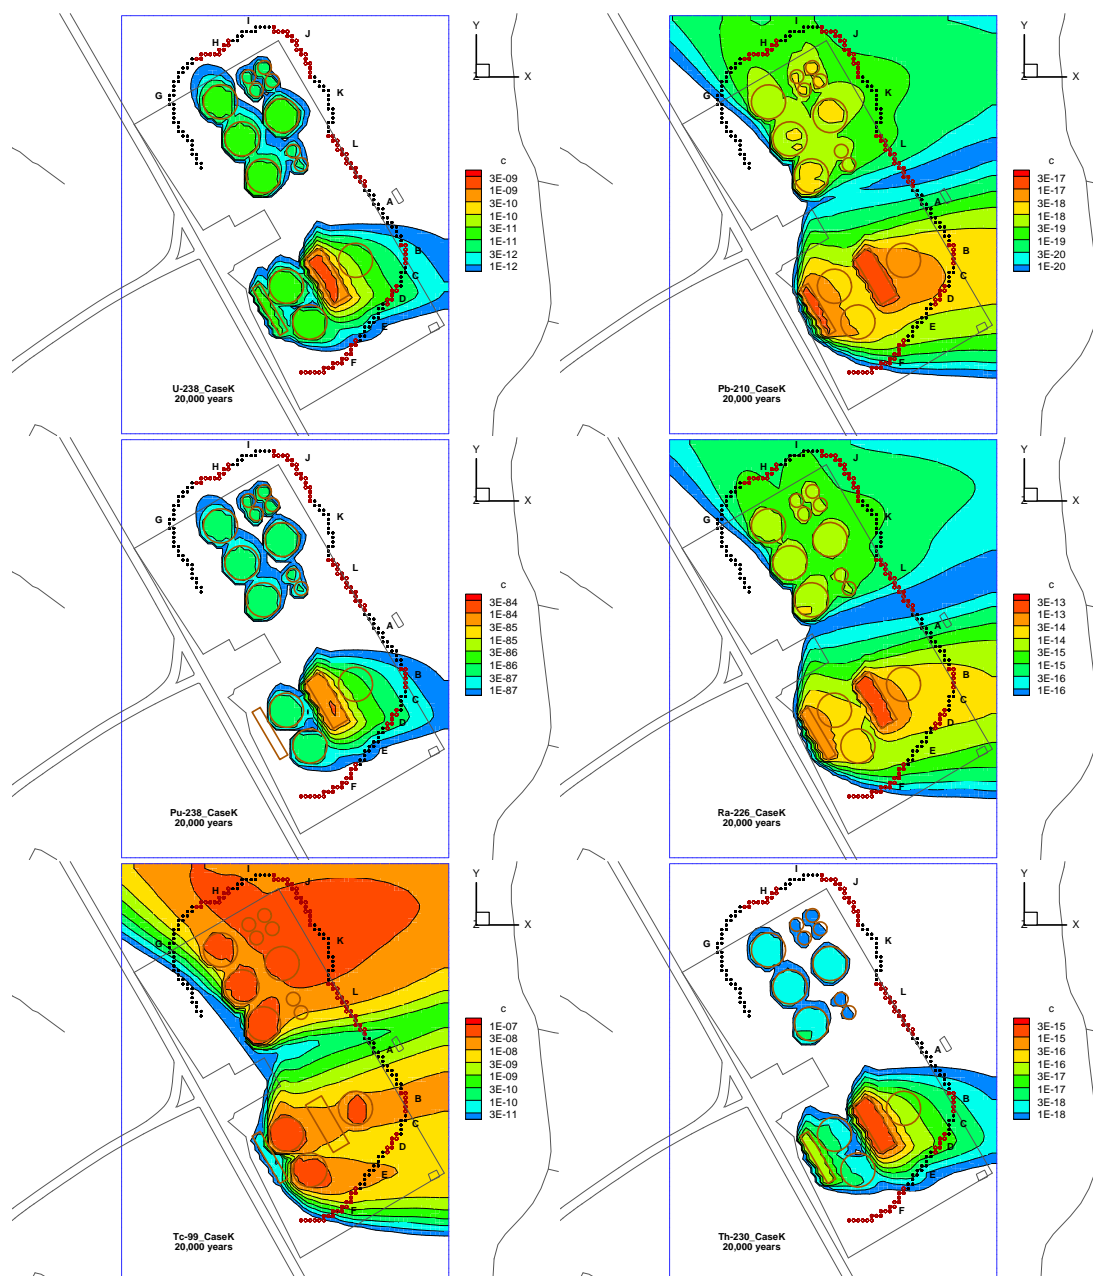 I
H
J
G
K
L
A
B
C
D
E
F
Y
X
Z
C
3E-09
1E-09
3E-10
1E-10
3E-11
1E-11
3E-12
1E-12
U-238_CaseK
20,000 years
I
H
J
G
K
L
A
B
C
D
E
F
Y
X
Z
C
3E-17
1E-17
3E-18
1E-18
3E-19
1E-19
3E-20
1E-20
Pb-210_CaseK
20,000 years
I
H
J
G
K
L
A
B
C
D
E
F
Y
X
Z
C
3E-84
1E-84
3E-85
1E-85
1E-86
3E-87
1E-87
Pu-238_CaseK
20,000 years
I
H
J
G
K
L
A
B
C
D
E
F
Y
X
Z
C
3E-13
1E-13
3E-14
1E-14
3E-15
1E-15
3E-16
1E-16
Ra-226_CaseK
20,000 years
I
H
J
G
K
L
A
B
C
D
E
F
Y
X
Z
C
1E-07
3E-08
1E-08
3E-09
1E-09
3E-10
1E-10
3E-11
Tc-99_CaseK
20,000 years
I
H
J
G
K
L
A
B
C
D
E
F
Y
X
Z
C
3E-15
1E-15
3E-16
1E-16
3E-17
1E-17
3E-18
1E-18
Th-230_CaseK
20,000 years